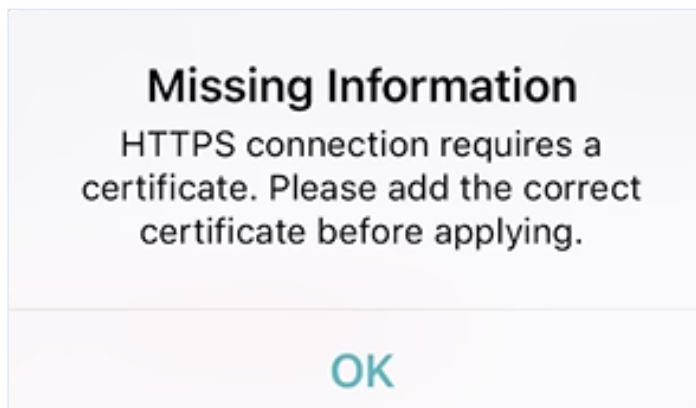 Missing Information
HTTPS connection requires a
certificate. Please add the correct
certificate before applying.
OK